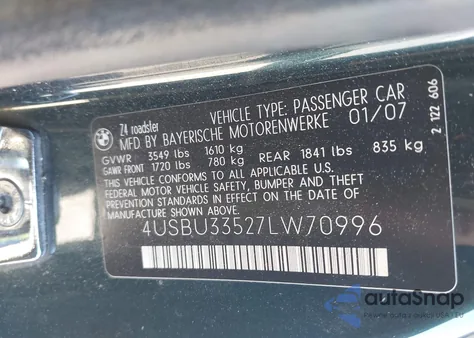 Z4 roadster VEHICLE TYPE: PASSENGER CAR
MFD BY BAYERISCHE MOTORENWERKE 01/07
GVWR 3549 lbs 1610 kg
GAWR FRONT 1720 lbs 780 kg REAR 1841 lbs 835 kg
THIS VEHICLE CONFORMS TO ALL APPLICABLE U.S.
FEDERAL MOTOR VEHICLE SAFETY, BUMPER AND THEFT
PREVENTION STANDARDS IN EFFECT ON THE DATE
OF MANUFACTURE SHOWN ABOVE.
4USBU33527LW70996
2 122 606
autoSnap